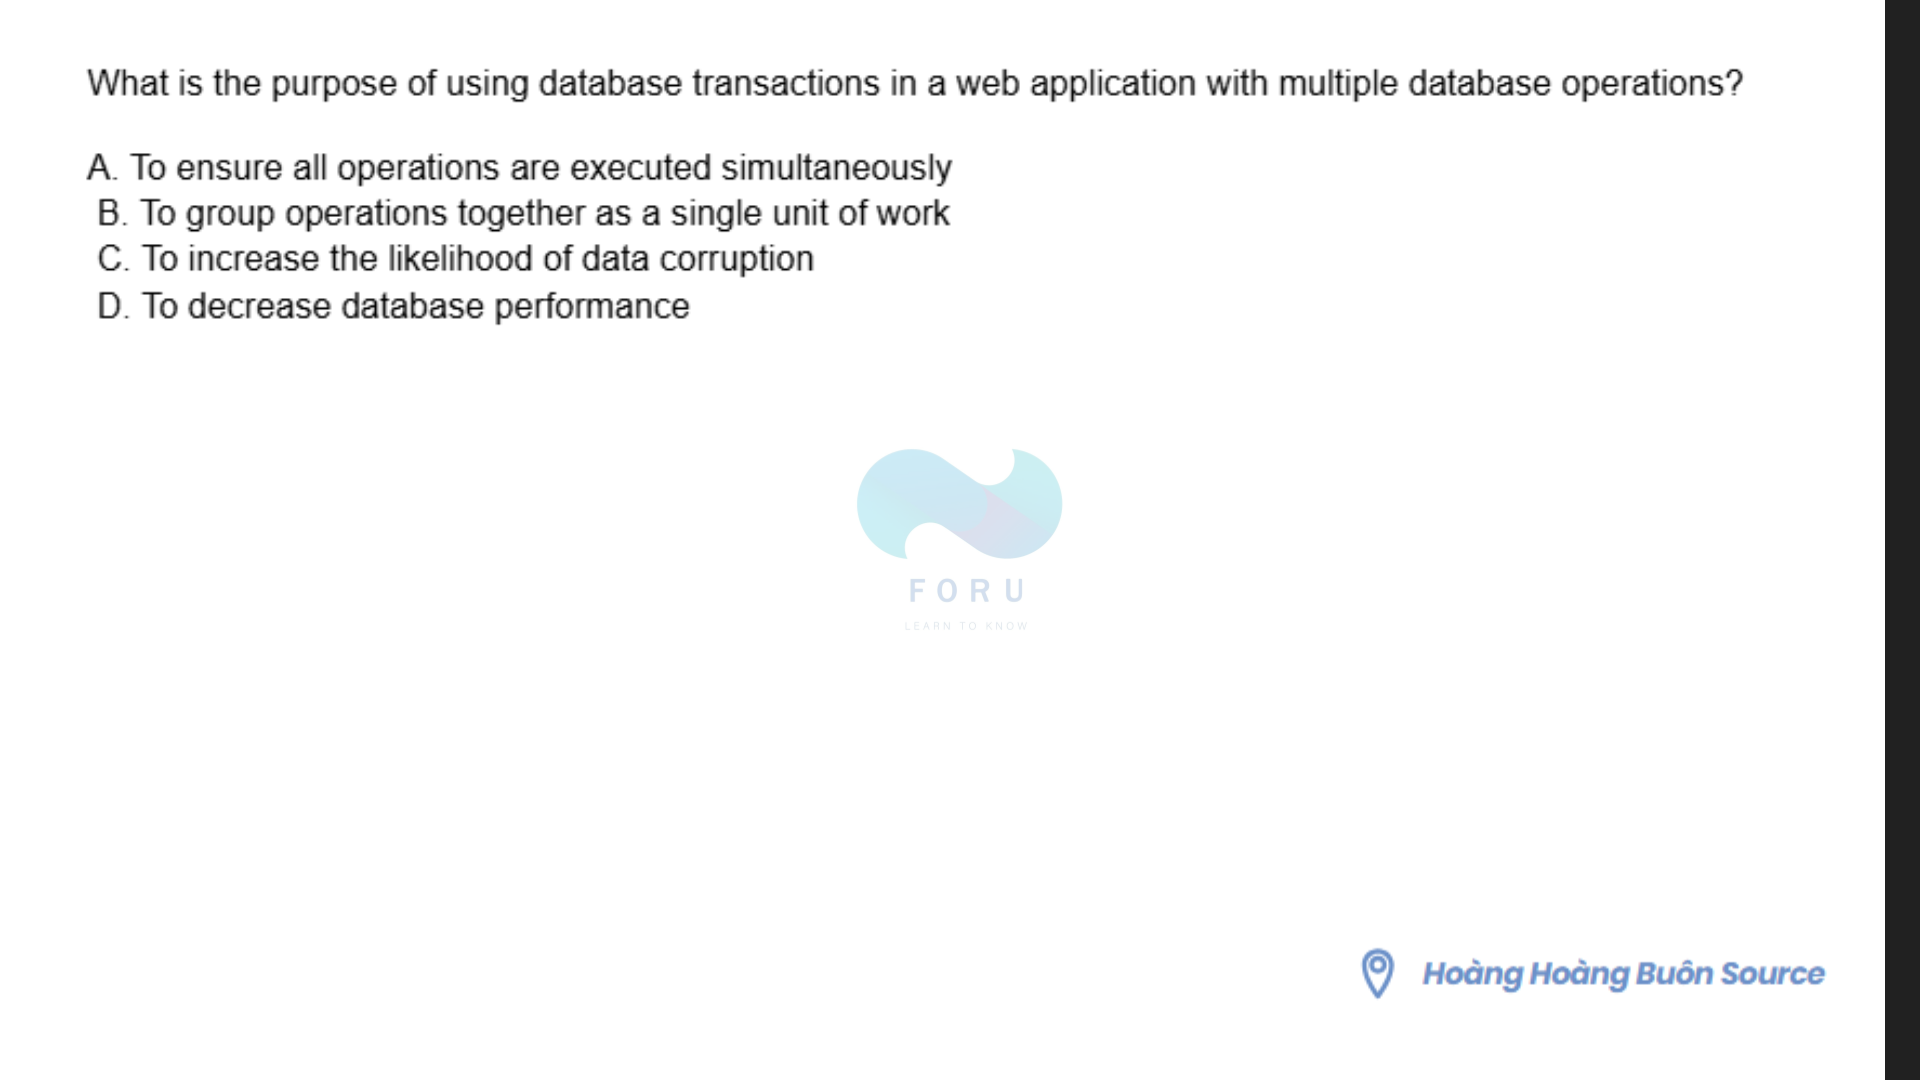 What is the purpose of using database transactions in a web application with multiple database operations?
A. To ensure all operations are executed simultaneously
B. To group operations together as a single unit of work
C. To increase the likelihood of data corruption
D. To decrease database performance
FORU
LEARN TO KNOW
Hoàng Hoàng Buôn Source